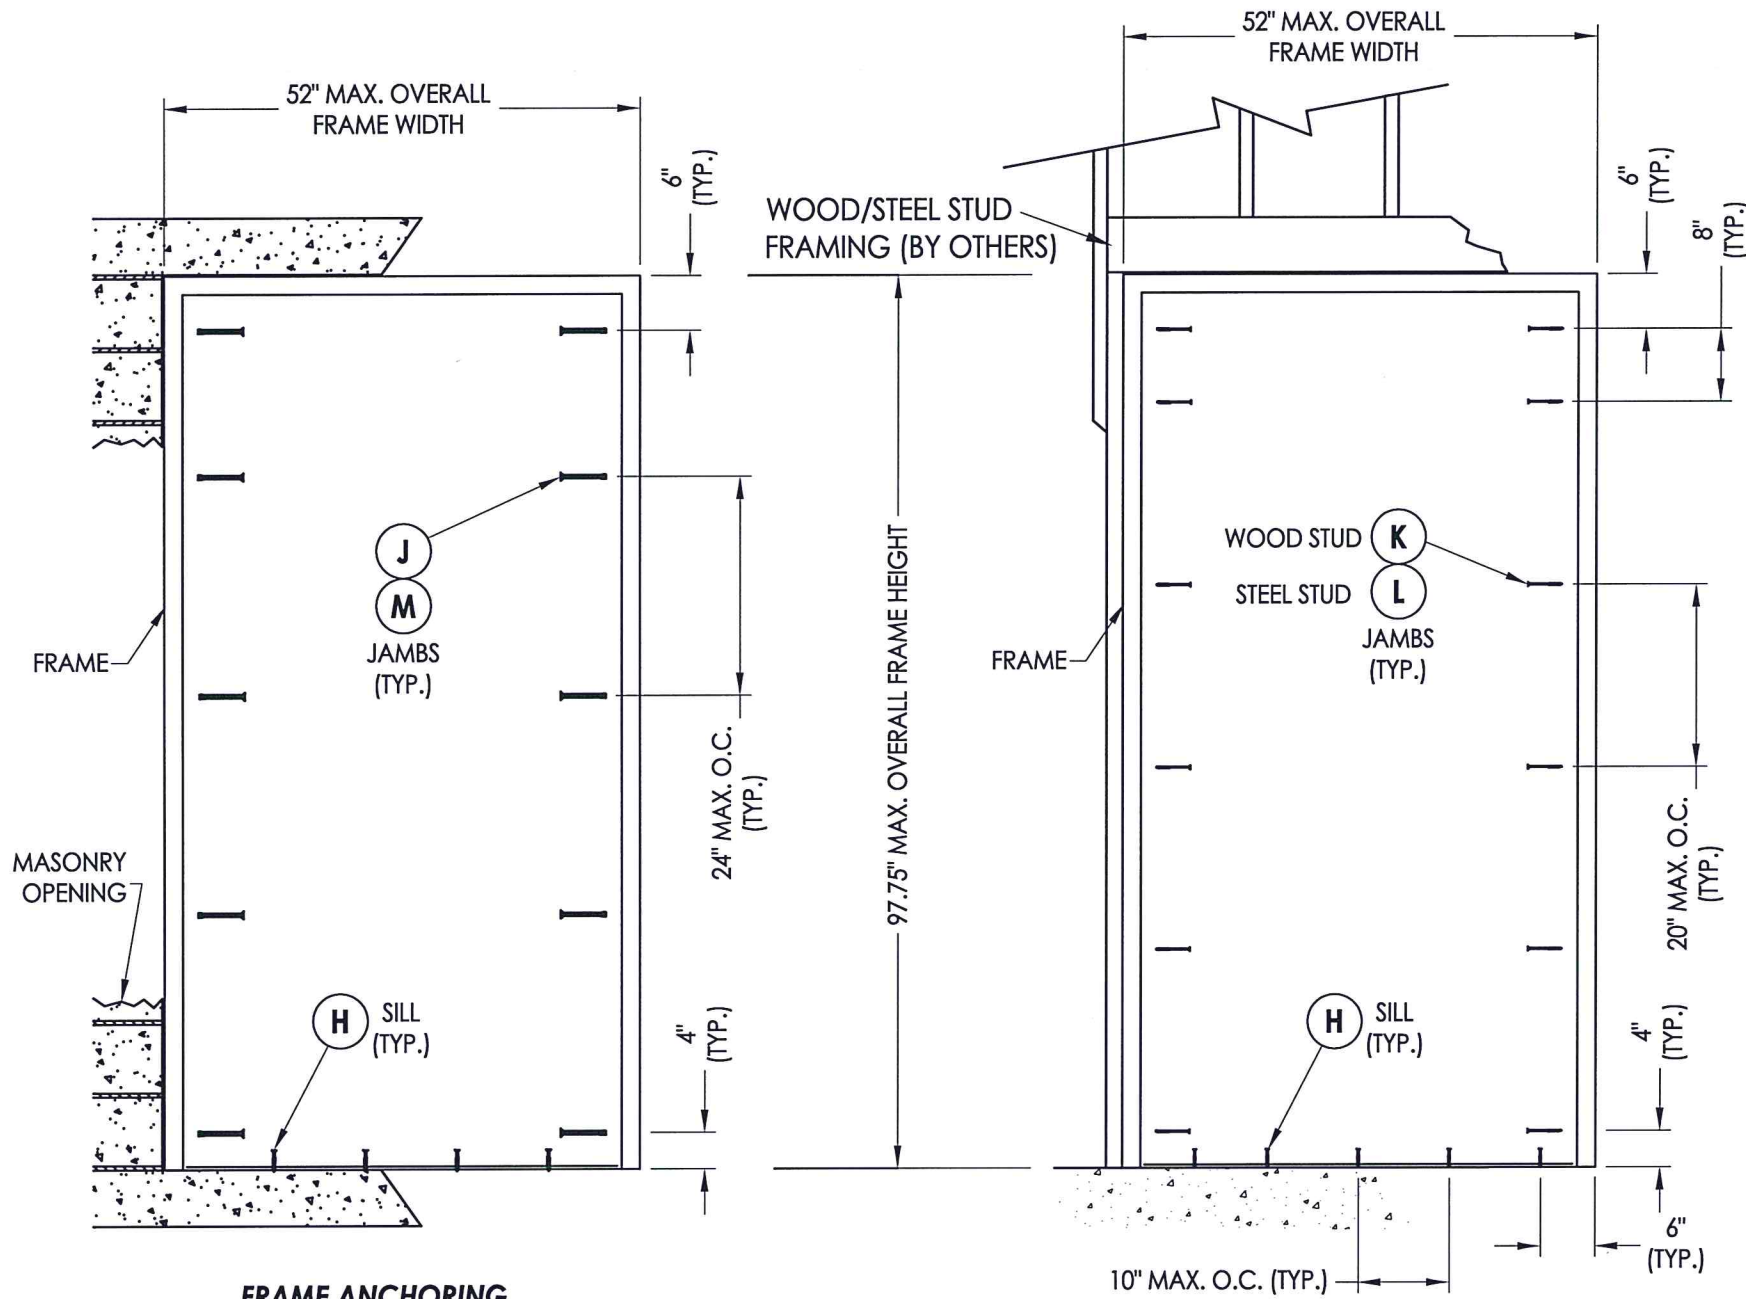 52" MAX. OVERALL
FRAME WIDTH
6"
(TYP.)
FRAME
J
M
JAMBS
(TYP.)
24" MAX. O.C.
(TYP.)
MASONRY
OPENING
H
SILL
(TYP.)
4"
(TYP.)
FRAME ANCHORING
97.75" MAX. OVERALL FRAME HEIGHT
52" MAX. OVERALL
FRAME WIDTH
WOOD/STEEL STUD
FRAMING (BY OTHERS)
6"
(TYP.)
8"
(TYP.)
WOOD STUD K
STEEL STUD L
JAMBS
(TYP.)
FRAME
20" MAX. O.C.
(TYP.)
H
SILL
(TYP.)
4"
(TYP.)
6"
(TYP.)
10" MAX. O.C. (TYP.)